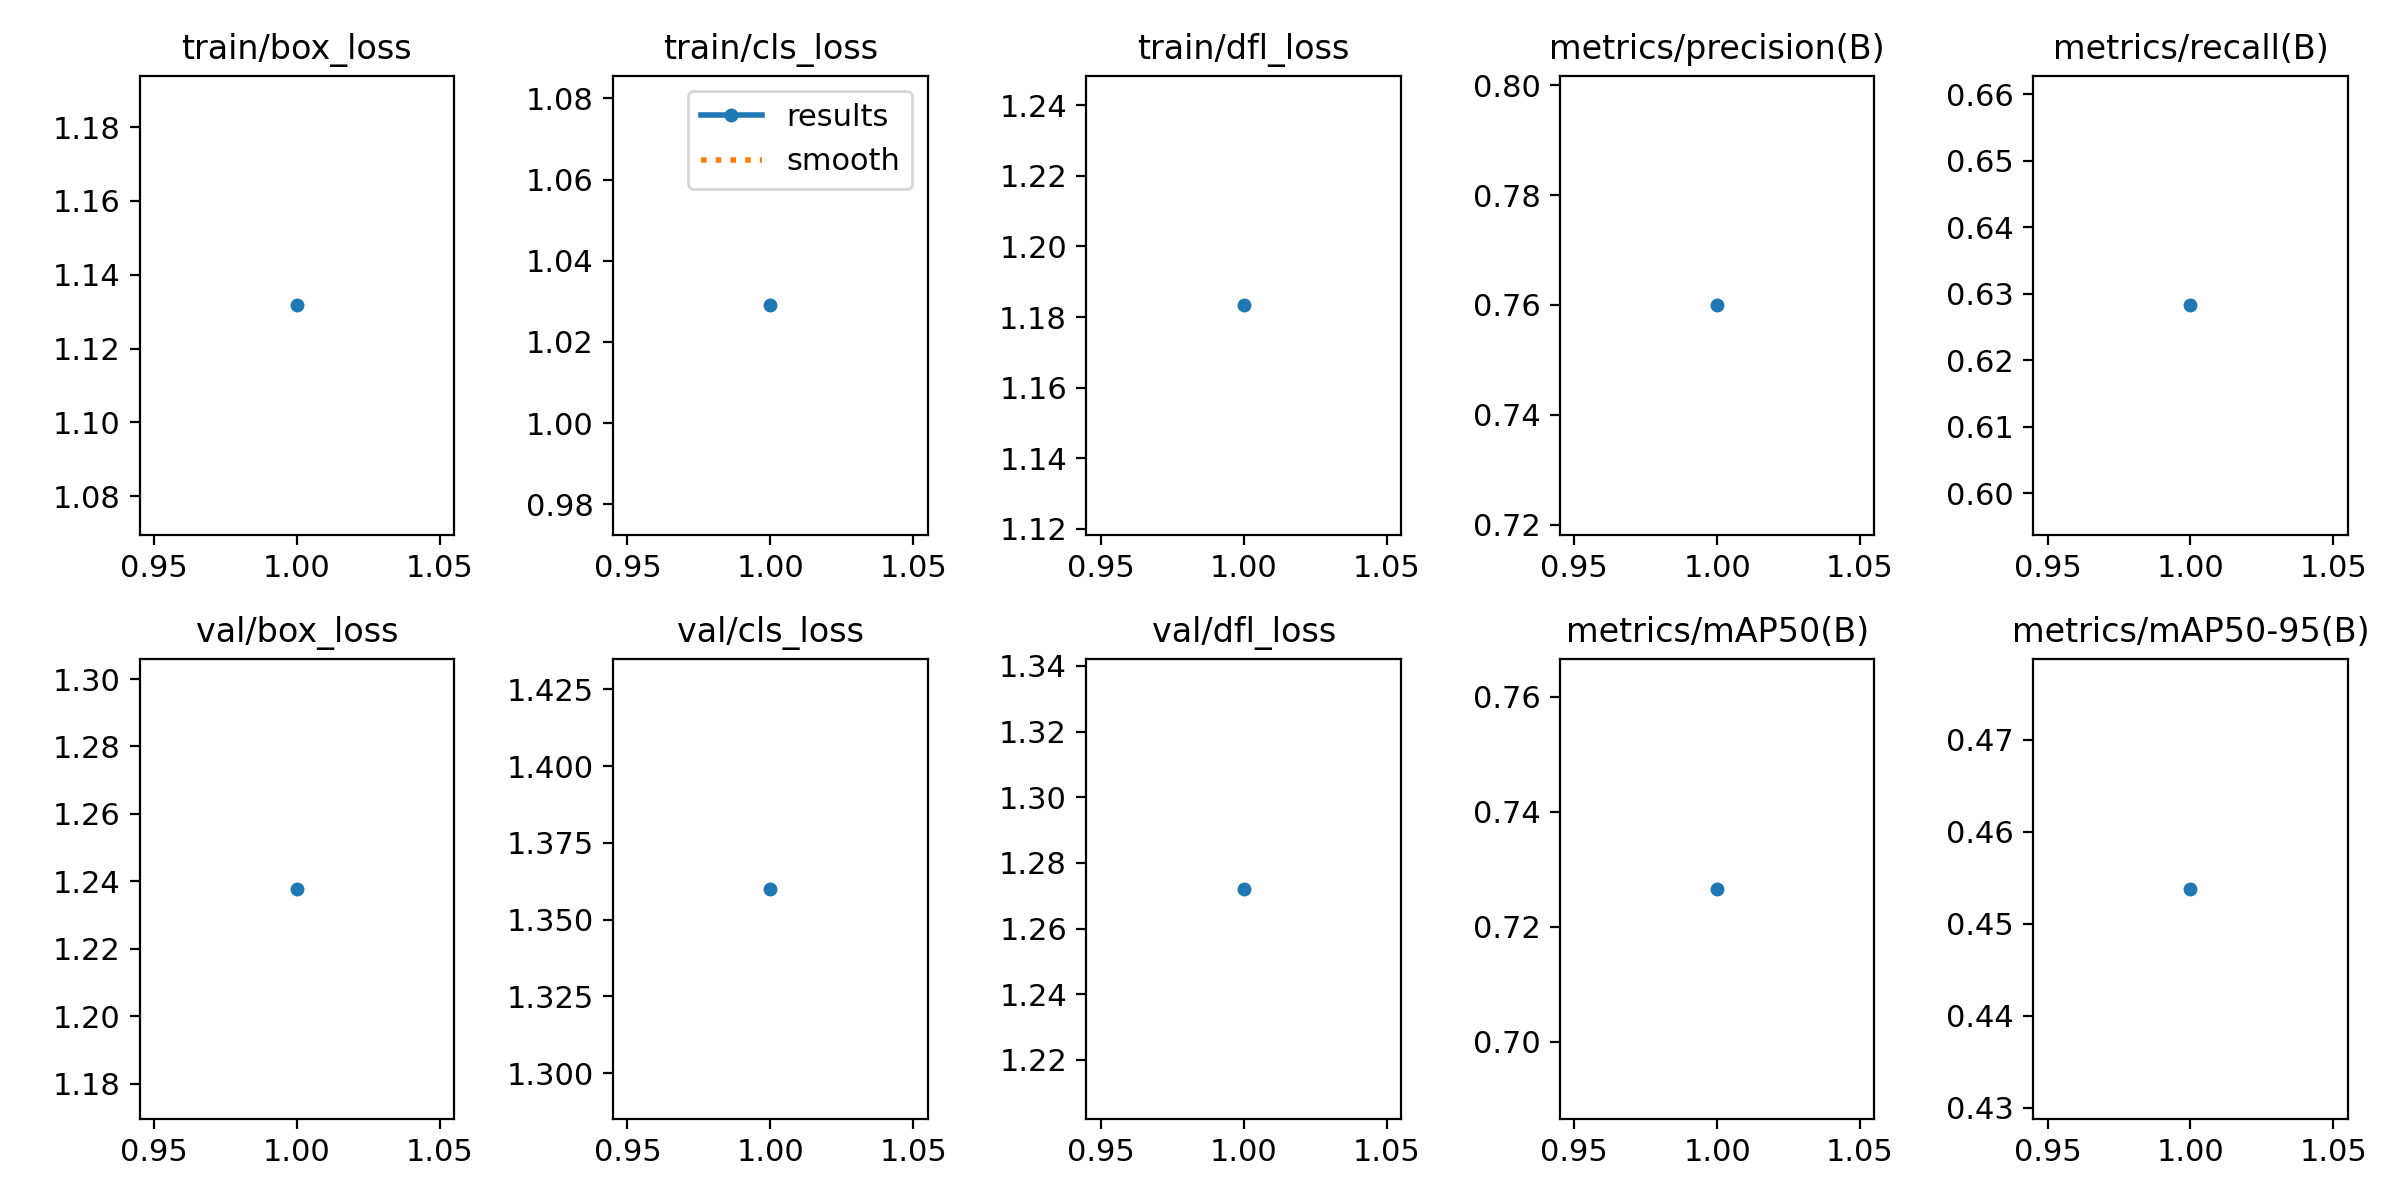 train/box_loss
1.18
1.16
1.14
1.12
1.10
1.08
0.95 1.00 1.05
train/cls_loss
results
smooth
1.08
1.06
1.04
1.02
1.00
0.98
0.95 1.00 1.05
train/dfl_loss
1.24
1.22
1.20
1.18
1.16
1.14
1.12
0.95 1.00 1.05
metrics/precision(B)
0.80
0.78
0.76
0.74
0.72
0.95 1.00 1.05
metrics/recall(B)
0.66
0.65
0.64
0.63
0.62
0.61
0.60
0.95 1.00 1.05
val/box_loss
1.30
1.28
1.26
1.24
1.22
1.20
1.18
0.95 1.00 1.05
val/cls_loss
1.425
1.400
1.375
1.350
1.325
1.300
0.95 1.00 1.05
val/dfl_loss
1.34
1.32
1.30
1.28
1.26
1.24
1.22
0.95 1.00 1.05
metrics/mAP50(B)
0.76
0.74
0.72
0.70
0.95 1.00 1.05
metrics/mAP50-95(B)
0.47
0.46
0.45
0.44
0.43
0.95 1.00 1.05